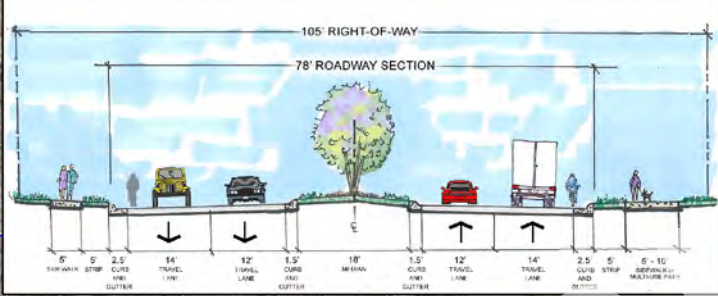 105' RIGHT-OF-WAY
78' ROADWAY SECTION
5' 5' 2.5' 14' 12' 1.5' 18' 1.5' 12' 14' 2.5' 5'
SIDEWALK STRIP CURB AND GUTTER TRAVEL LANE TRAVEL LANE CURB AND GUTTER MEDIAN CURB AND GUTTER TRAVEL LANE TRAVEL LANE CURB AND GUTTER STRIP SIDEWALK or MULTIUSE PATH